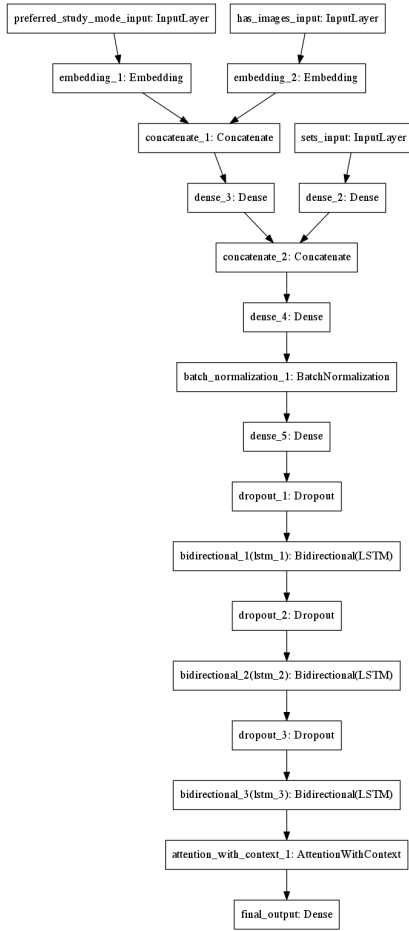 preferred_study_mode_input: InputLayer
has_images_input: InputLayer
embedding_1: Embedding
embedding_2: Embedding
concatenate_1: Concatenate
sets_input: InputLayer
dense_3: Dense
dense_2: Dense
concatenate_2: Concatenate
dense_4: Dense
batch_normalization_1: BatchNormalization
dense_5: Dense
dropout_1: Dropout
bidirectional_1(lstm_1): Bidirectional(LSTM)
dropout_2: Dropout
bidirectional_2(lstm_2): Bidirectional(LSTM)
dropout_3: Dropout
bidirectional_3(lstm_3): Bidirectional(LSTM)
attention_with_context_1: AttentionWithContext
final_output: Dense